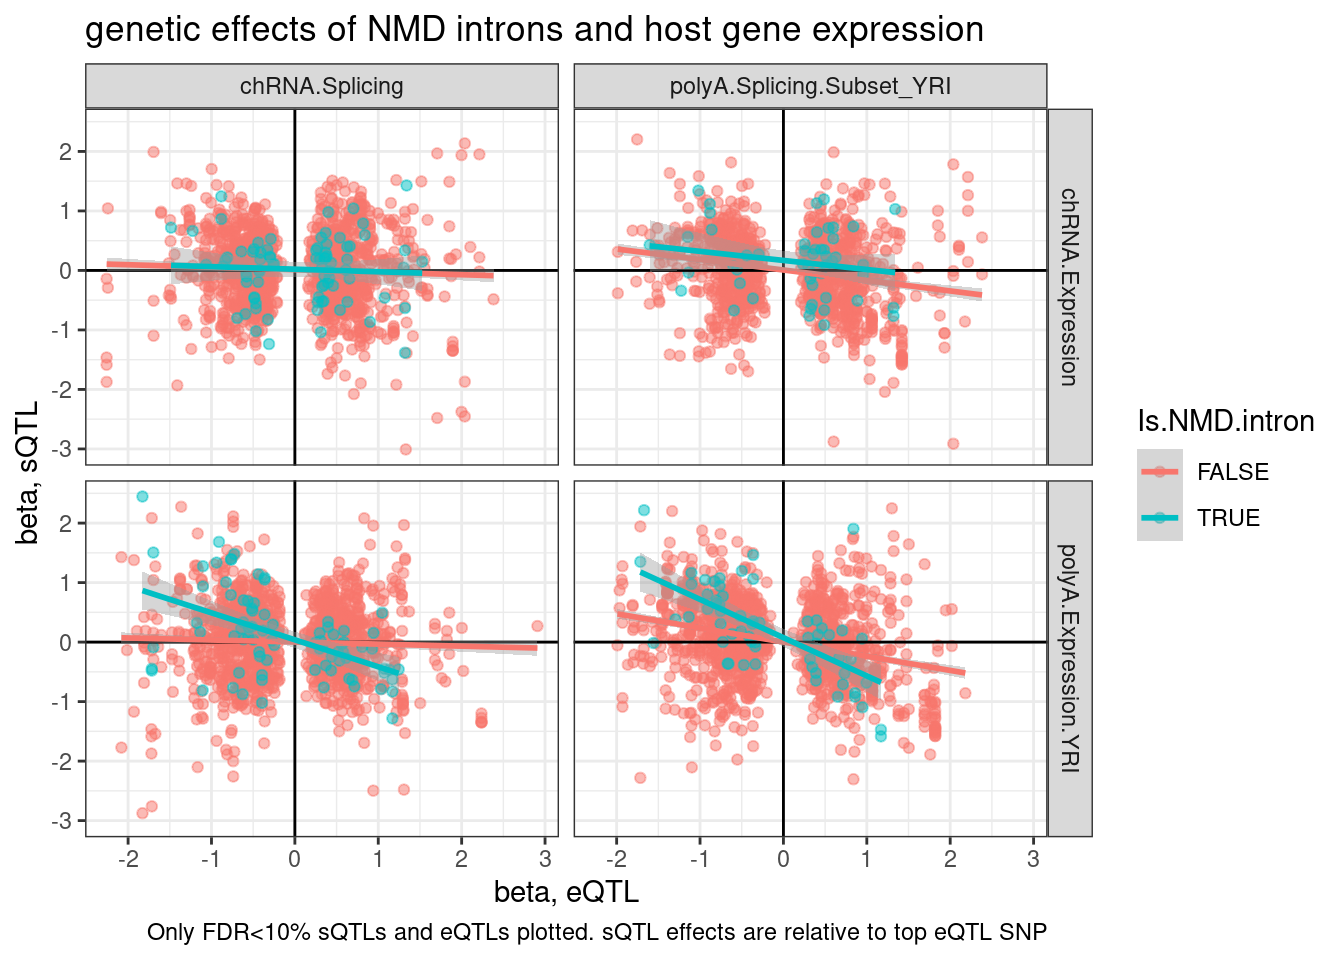 genetic effects of NMD introns and host gene expression
chRNA.Splicing
polyA.Splicing.Subset_YRI
2
1
0
-1
-2
-3
chRNA.Expression
2
1
0
-1
-2
-3
polyA.Expression.YRI
beta, sQTL
-2 -1 0 1 2 3
-2 -1 0 1 2 3
beta, eQTL
Only FDR<10% sQTLs and eQTLs plotted. sQTL effects are relative to top eQTL SNP
Is.NMD.intron
FALSE
TRUE